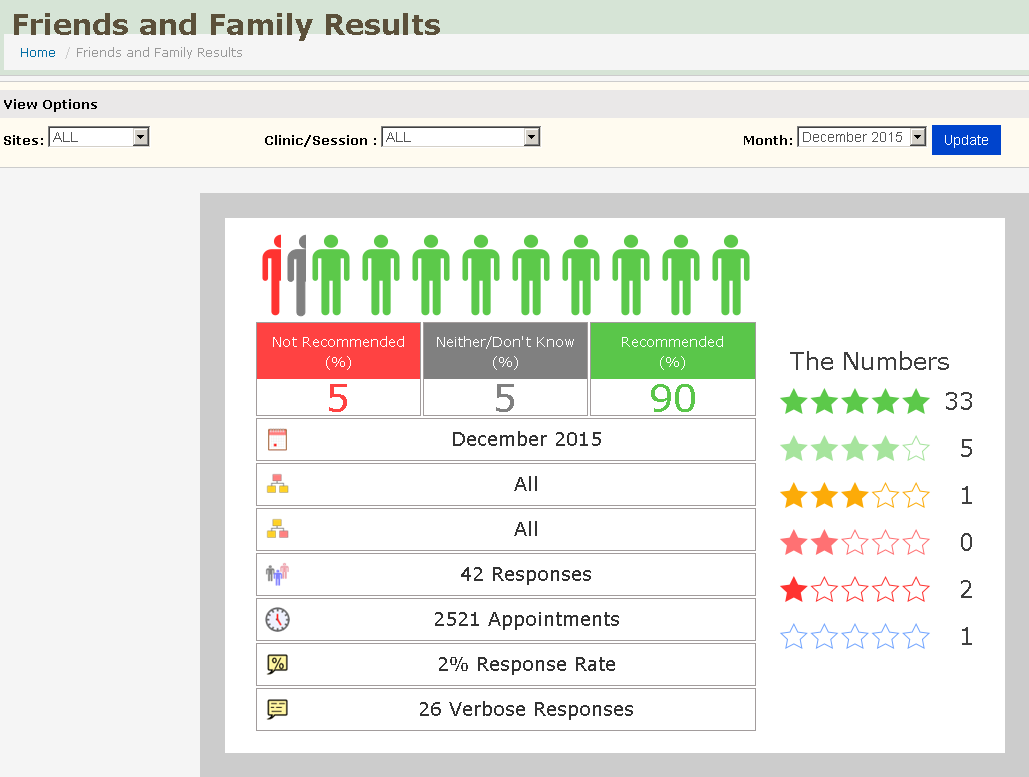 Friends and Family Results
Home / Friends and Family Results
View Options
Sites: ALL Clinic/Session : ALL Month: December 2015 Update
Not Recommended (%)
Neither/Don't Know (%)
Recommended (%)
5 5 90
December 2015
All
All
42 Responses
2521 Appointments
% 2% Response Rate
26 Verbose Responses
The Numbers
33
5
1
0
2
1